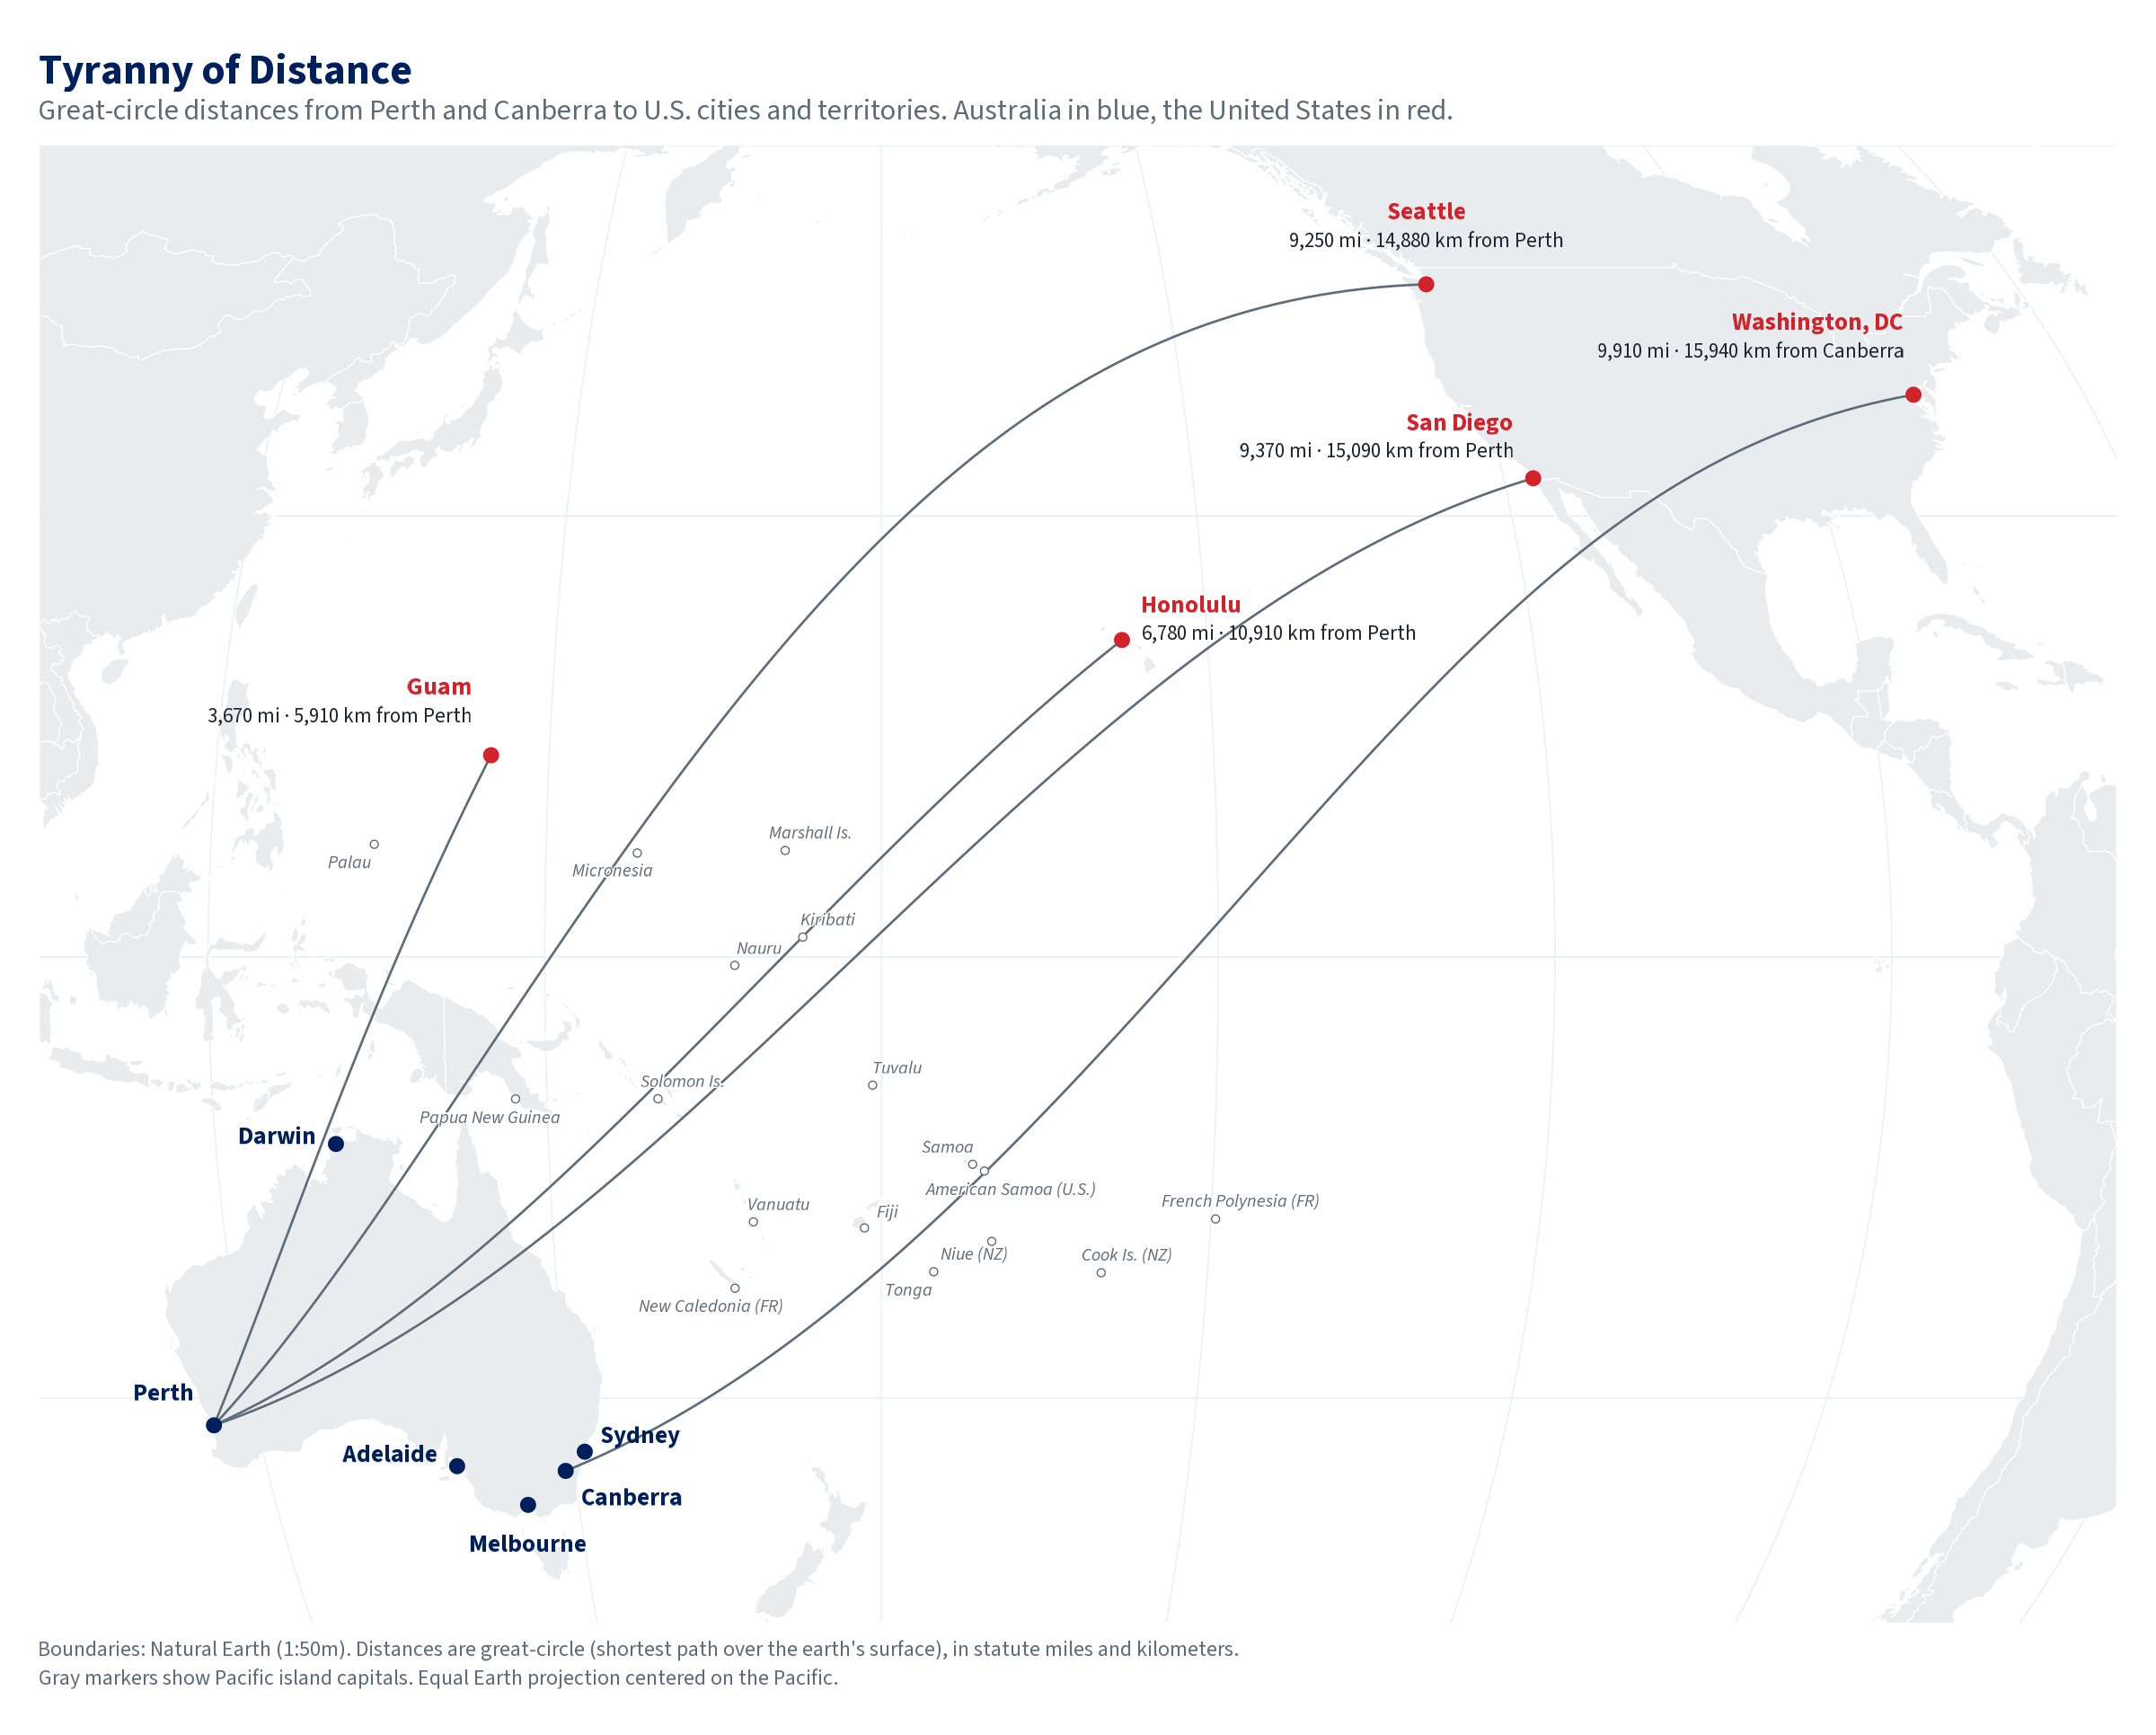 Tyranny of Distance
Great-circle distances from Perth and Canberra to U.S. cities and territories. Australia in blue, the United States in red.
Seattle
9,250 mi · 14,880 km from Perth
Washington, DC
9,910 mi · 15,940 km from Canberra
San Diego
9,370 mi · 15,090 km from Perth
Honolulu
6,780 mi · 10,910 km from Perth
Guam
3,670 mi · 5,910 km from Perth
Marshall Is.
Palau
Micronesia
Kiribati
Nauru
Tuvalu
Solomon Is.
Papua New Guinea
Darwin
Samoa
American Samoa (U.S.)
French Polynesia (FR)
Vanuatu
Fiji
Niue (NZ)
Cook Is. (NZ)
Tonga
New Caledonia (FR)
Perth
Sydney
Adelaide
Canberra
Melbourne
Boundaries: Natural Earth (1:50m). Distances are great-circle (shortest path over the earth's surface), in statute miles and kilometers.
Gray markers show Pacific island capitals. Equal Earth projection centered on the Pacific.